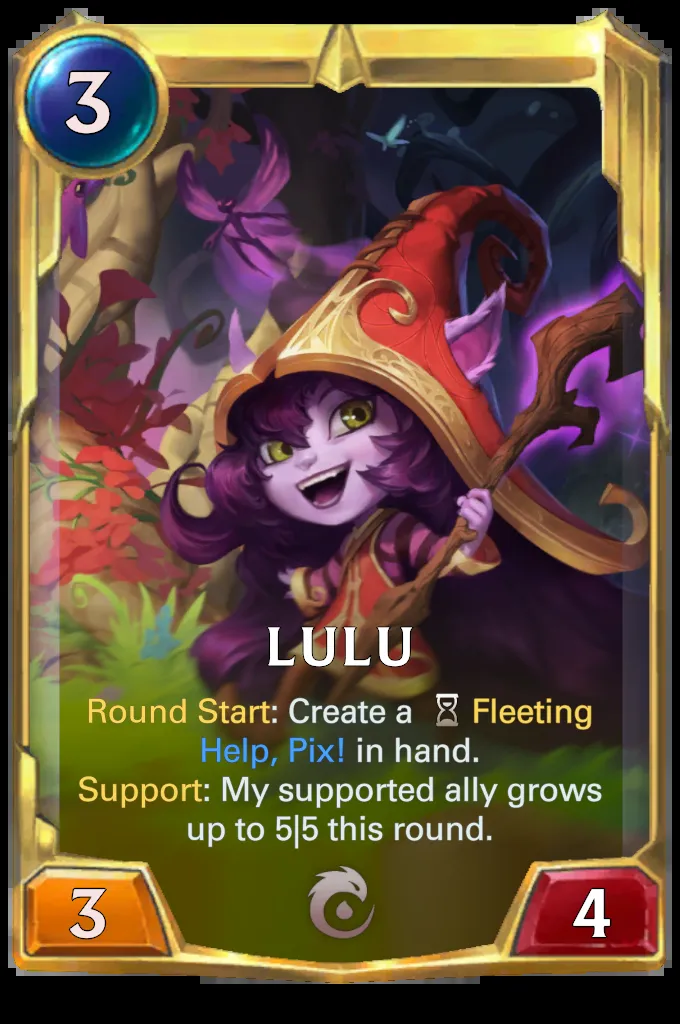 3
LULU
Round Start: Create a Fleeting
Help, Pix! in hand.
Support: My supported ally grows
up to 5|5 this round.
3
4